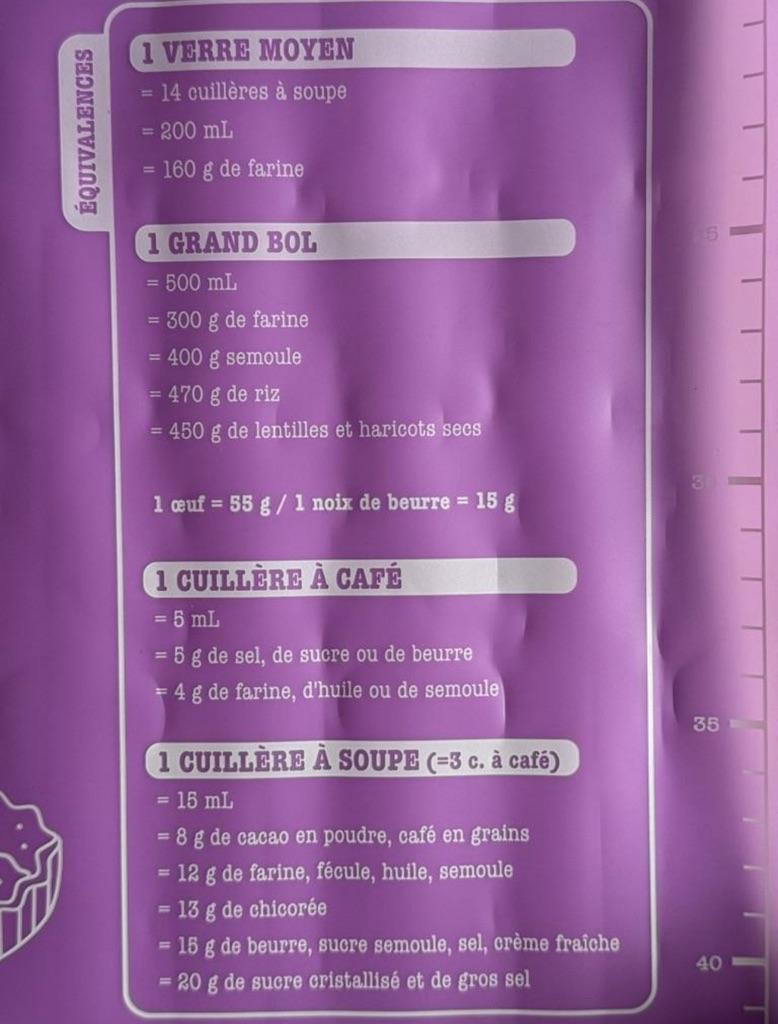 ÉQUIVALENCES
1 VERRE MOYEN
= 14 cuillères à soupe
= 200 mL
= 160 g de farine
1 GRAND BOL
= 500 mL
= 300 g de farine
= 400 g semoule
= 470 g de riz
= 450 g de lentilles et haricots secs
1 œuf = 55 g / 1 noix de beurre = 15 g
1 CUILLÈRE À CAFÉ
= 5 mL
= 5 g de sel, de sucre ou de beurre
= 4 g de farine, d'huile ou de semoule
1 CUILLÈRE À SOUPE (=3 c. à café)
= 15 mL
= 8 g de cacao en poudre, café en grains
= 12 g de farine, fécule, huile, semoule
= 13 g de chicorée
= 15 g de beurre, sucre semoule, sel, crème fraîche
= 20 g de sucre cristallisé et de gros sel
30
35
40